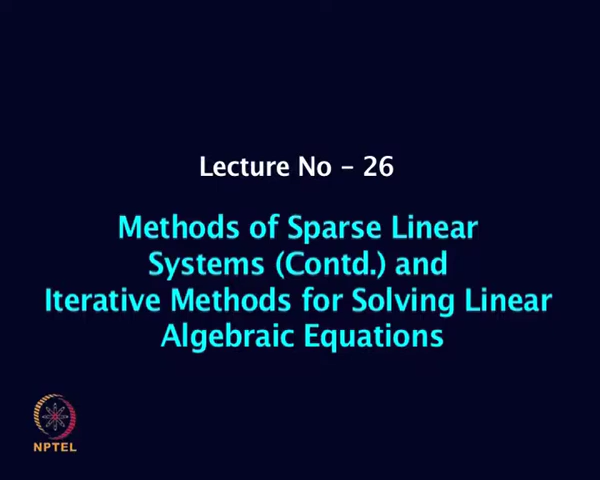 Lecture No – 26
Methods of Sparse Linear
Systems (Contd.) and
Iterative Methods for Solving Linear
Algebraic Equations
NPTEL